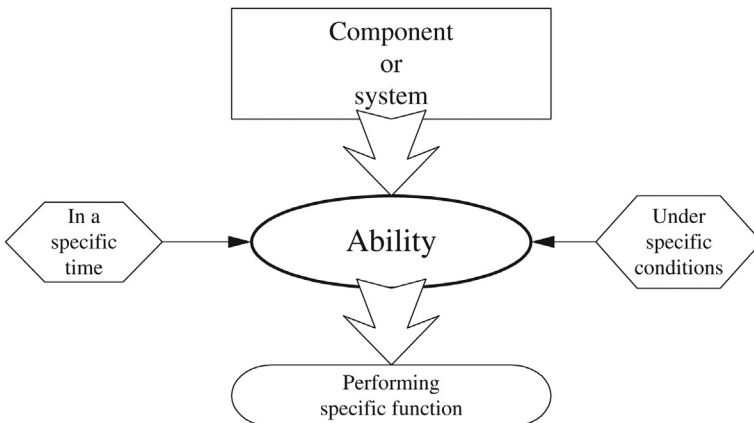 Component
or
system
In a
specific
time
Ability
Under
specific
conditions
Performing
specific function